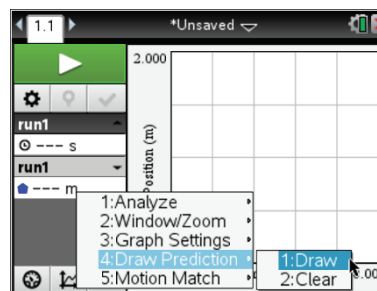 1.1
*Unsaved
2.000
run1
--- s
run1
--- m
Position (m)
1:Analyze
2:Window/Zoom
3:Graph Settings
4:Draw Prediction
5:Motion Match
1:Draw
2:Clear